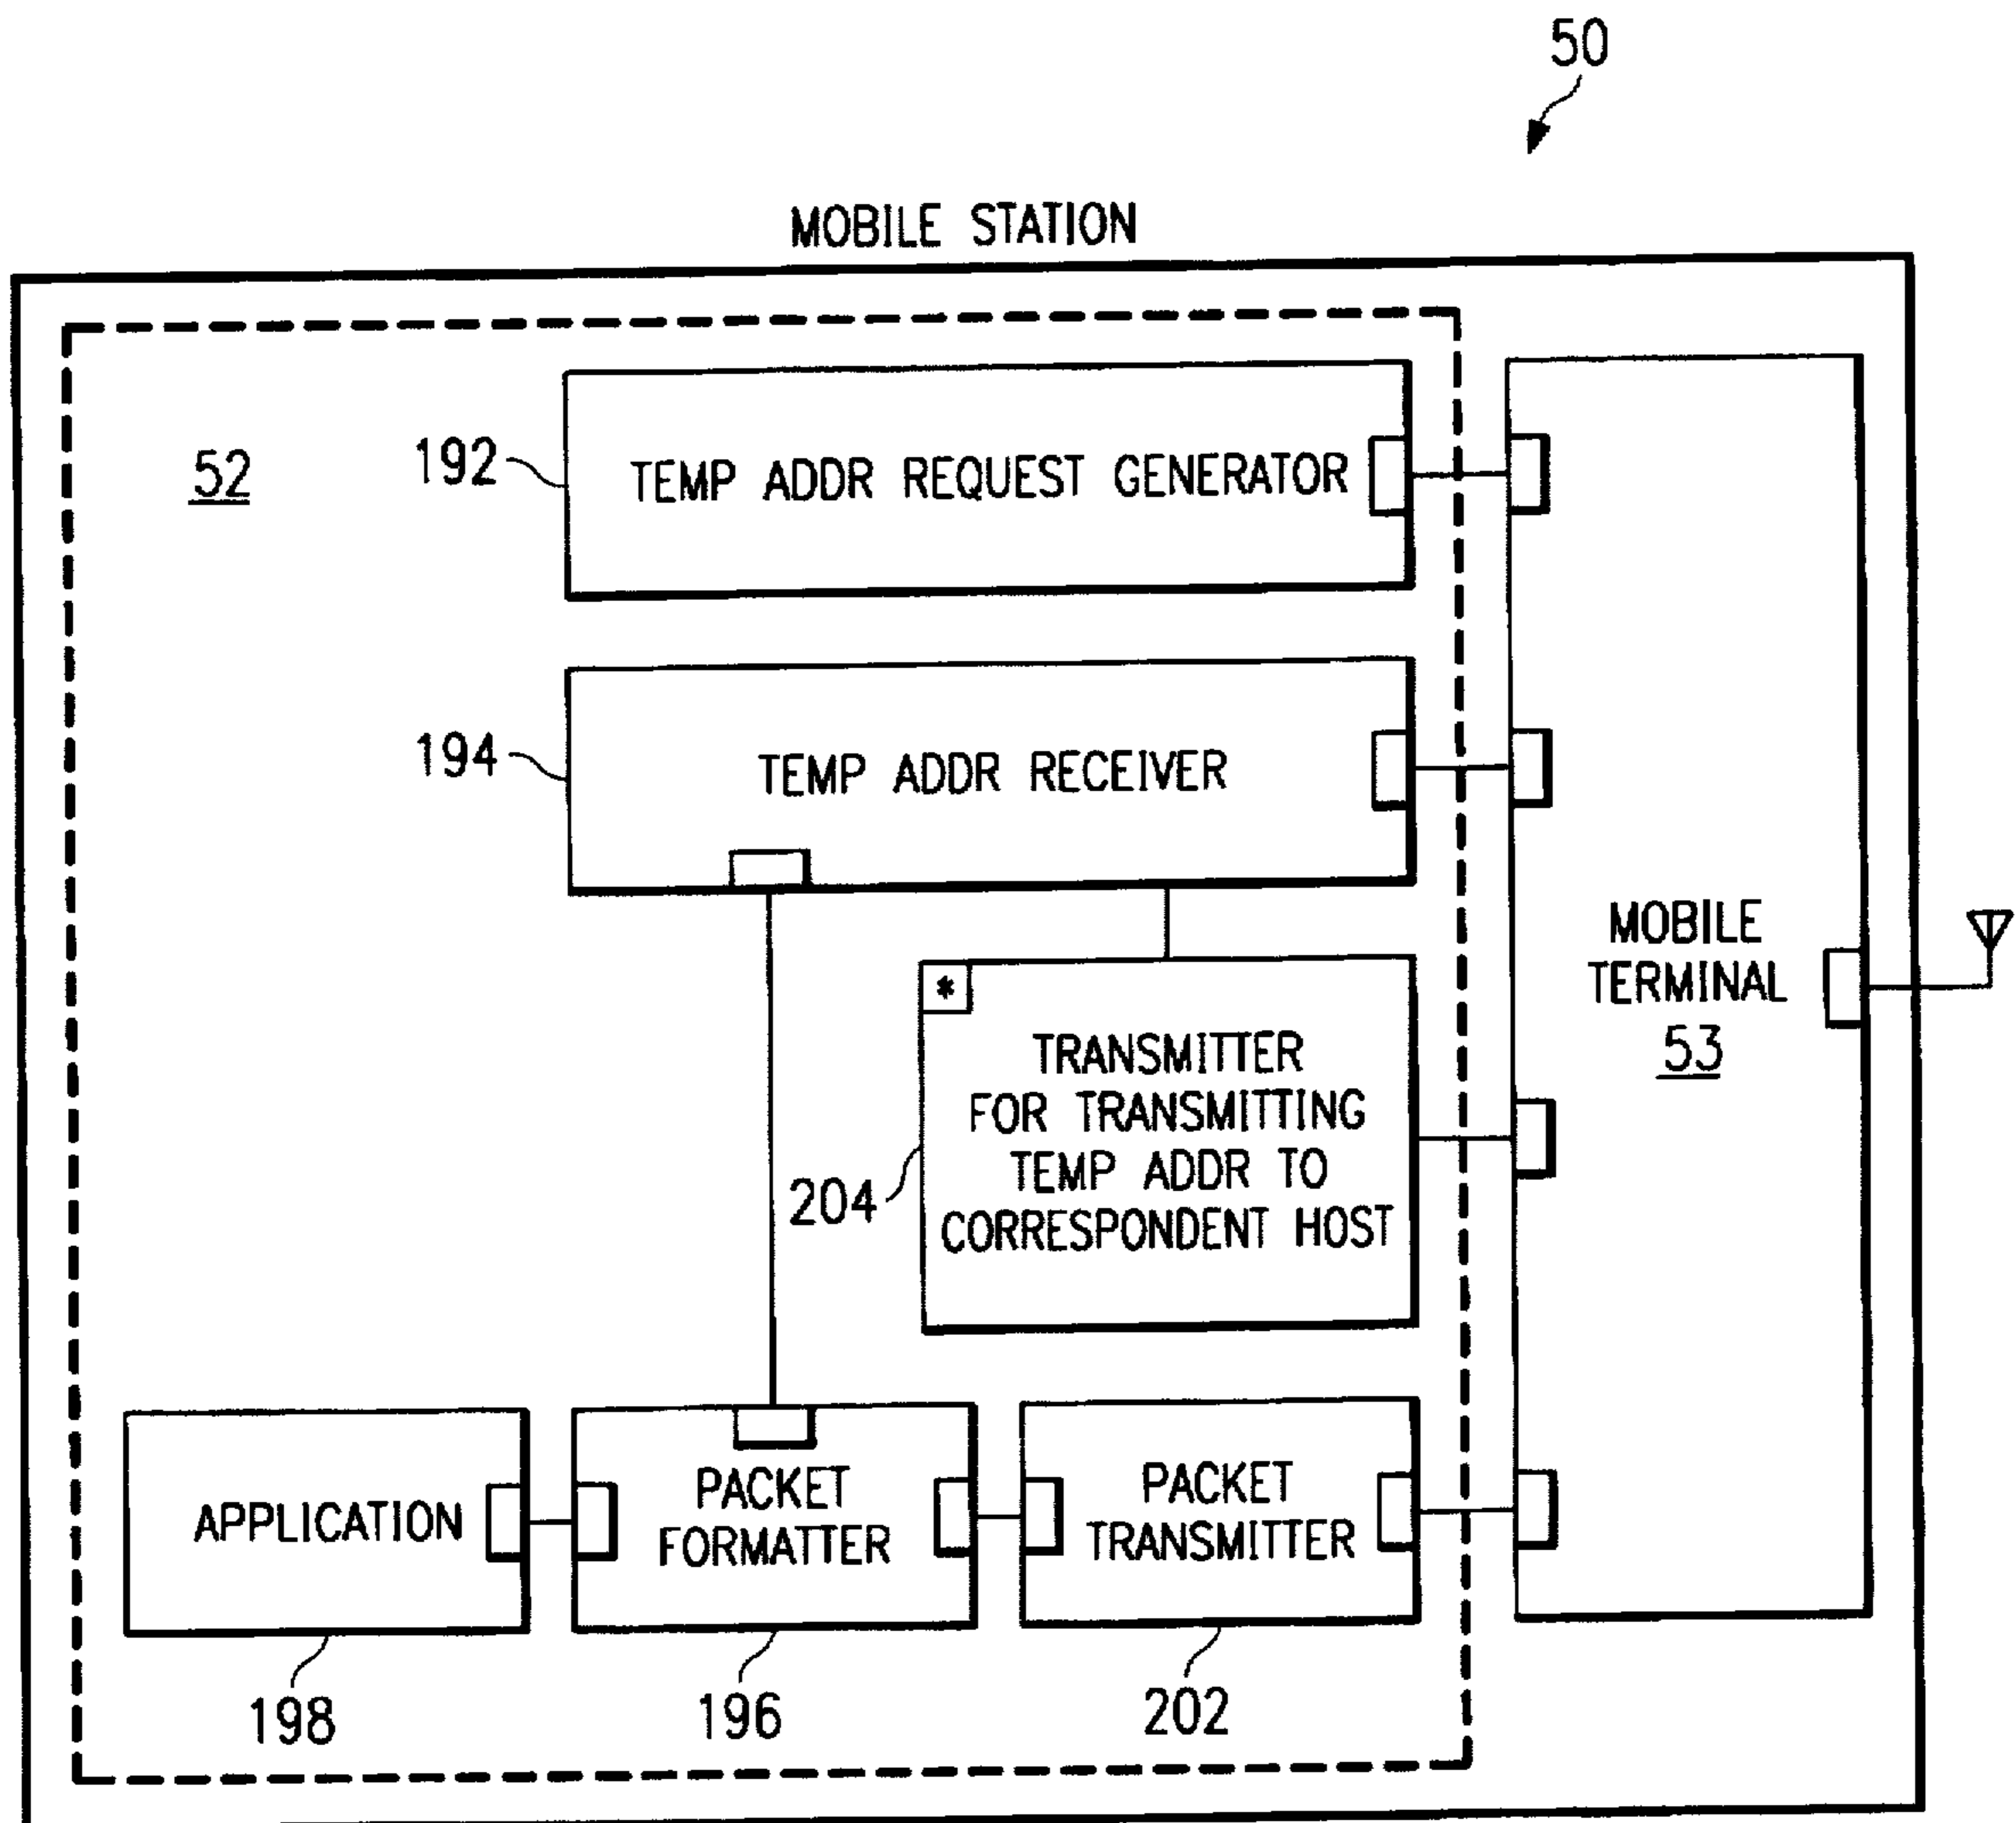 50
MOBILE STATION
52
192
TEMP ADDR REQUEST GENERATOR
194
TEMP ADDR RECEIVER
MOBILE
TERMINAL
53
*
TRANSMITTER
FOR TRANSMITTING
TEMP ADDR TO
CORRESPONDENT HOST
204
APPLICATION
PACKET
FORMATTER
PACKET
TRANSMITTER
198
196
202